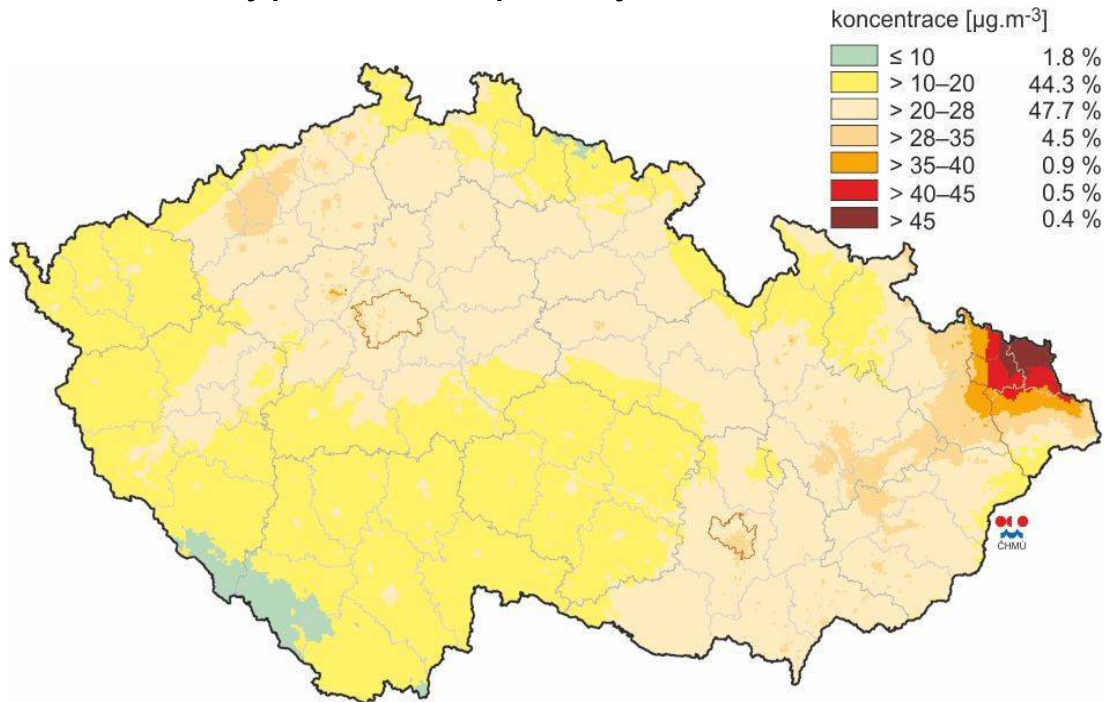 koncentrace [µg.m-3]
≤ 10 1.8 %
> 10–20 44.3 %
> 20–28 47.7 %
> 28–35 4.5 %
> 35–40 0.9 %
> 40–45 0.5 %
> 45 0.4 %
ČHMÚ